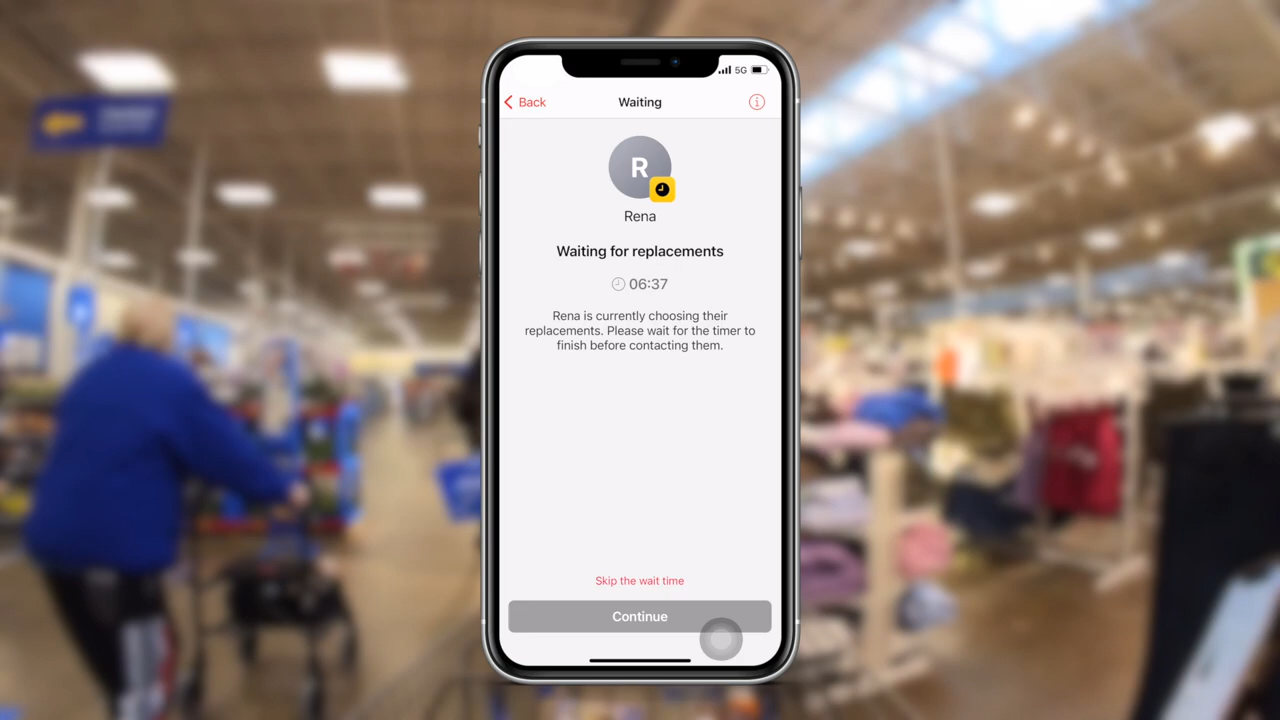 5G
Back
Waiting
R
Rena
Waiting for replacements
06:37
Rena is currently choosing their
replacements. Please wait for the timer to
finish before contacting them.
Skip the wait time
Continue